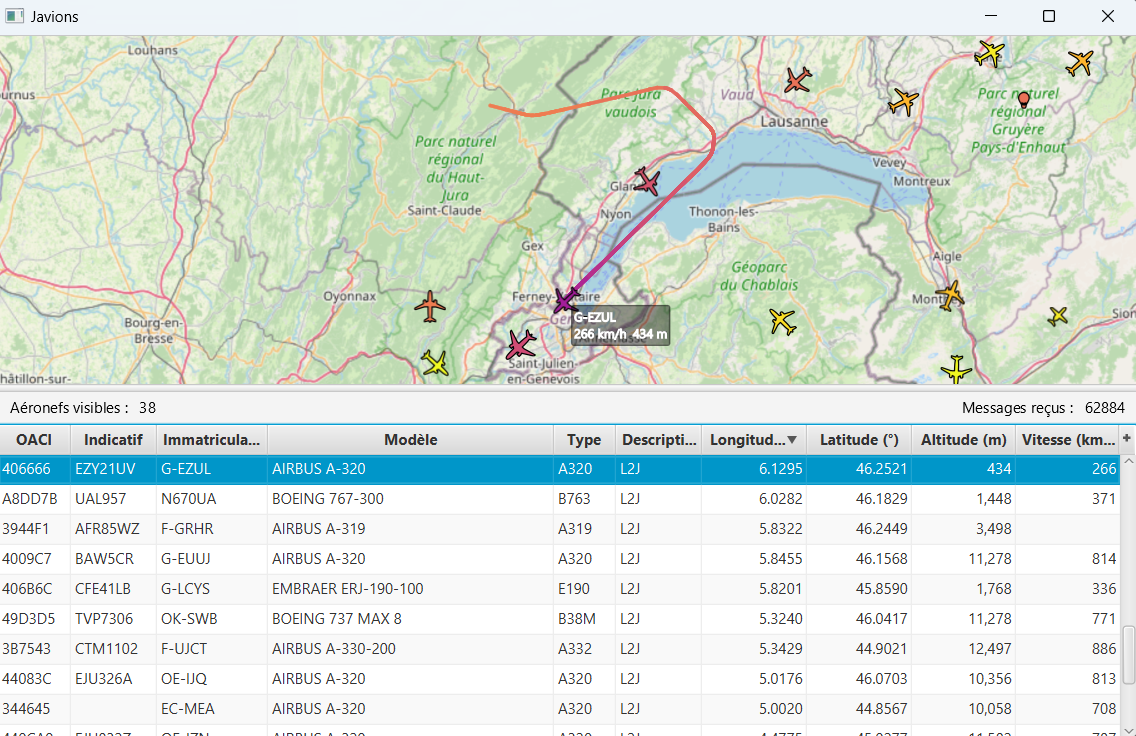 Javions
Louhans
ournus
Parc jura
vaudois
Vaud
Lausanne
Parc naturel
régional
Gruyère
Pays-d'Enhaut
Parc naturel
régional
du Haut-
Jura
Saint-Claude
Vevey
Montreux
Nyon
Thonon-les-
Bains
Gex
Aigle
Géoparc
du Chablais
Oyonnax
Bourg-en-
Bresse
G-EZUL
266 km/h 434 m
Sion
Saint-Julien-
en-Genevois
hâtillon-sur-
Aéronefs visibles : 38
Messages reçus : 62884
OACI Indicatif Immatricula... Modèle Type Descripti... Longitud...▼ Latitude (°) Altitude (m) Vitesse (km... +
406666 EZY21UV G-EZUL AIRBUS A-320 A320 L2J 6.1295 46.2521 434 266
A8DD7B UAL957 N670UA BOEING 767-300 B763 L2J 6.0282 46.1829 1,448 371
3944F1 AFR85WZ F-GRHR AIRBUS A-319 A319 L2J 5.8322 46.2449 3,498
4009C7 BAW5CR G-EUUJ AIRBUS A-320 A320 L2J 5.8455 46.1568 11,278 814
406B6C CFE41LB G-LCYS EMBRAER ERJ-190-100 E190 L2J 5.8201 45.8590 1,768 336
49D3D5 TVP7306 OK-SWB BOEING 737 MAX 8 B38M L2J 5.3240 46.0417 11,278 771
3B7543 CTM1102 F-UJCT AIRBUS A-330-200 A332 L2J 5.3429 44.9021 12,497 886
44083C EJU326A OE-IJQ AIRBUS A-320 A320 L2J 5.0176 46.0703 10,356 813
344645 EC-MEA AIRBUS A-320 A320 L2J 5.0020 44.8567 10,058 708